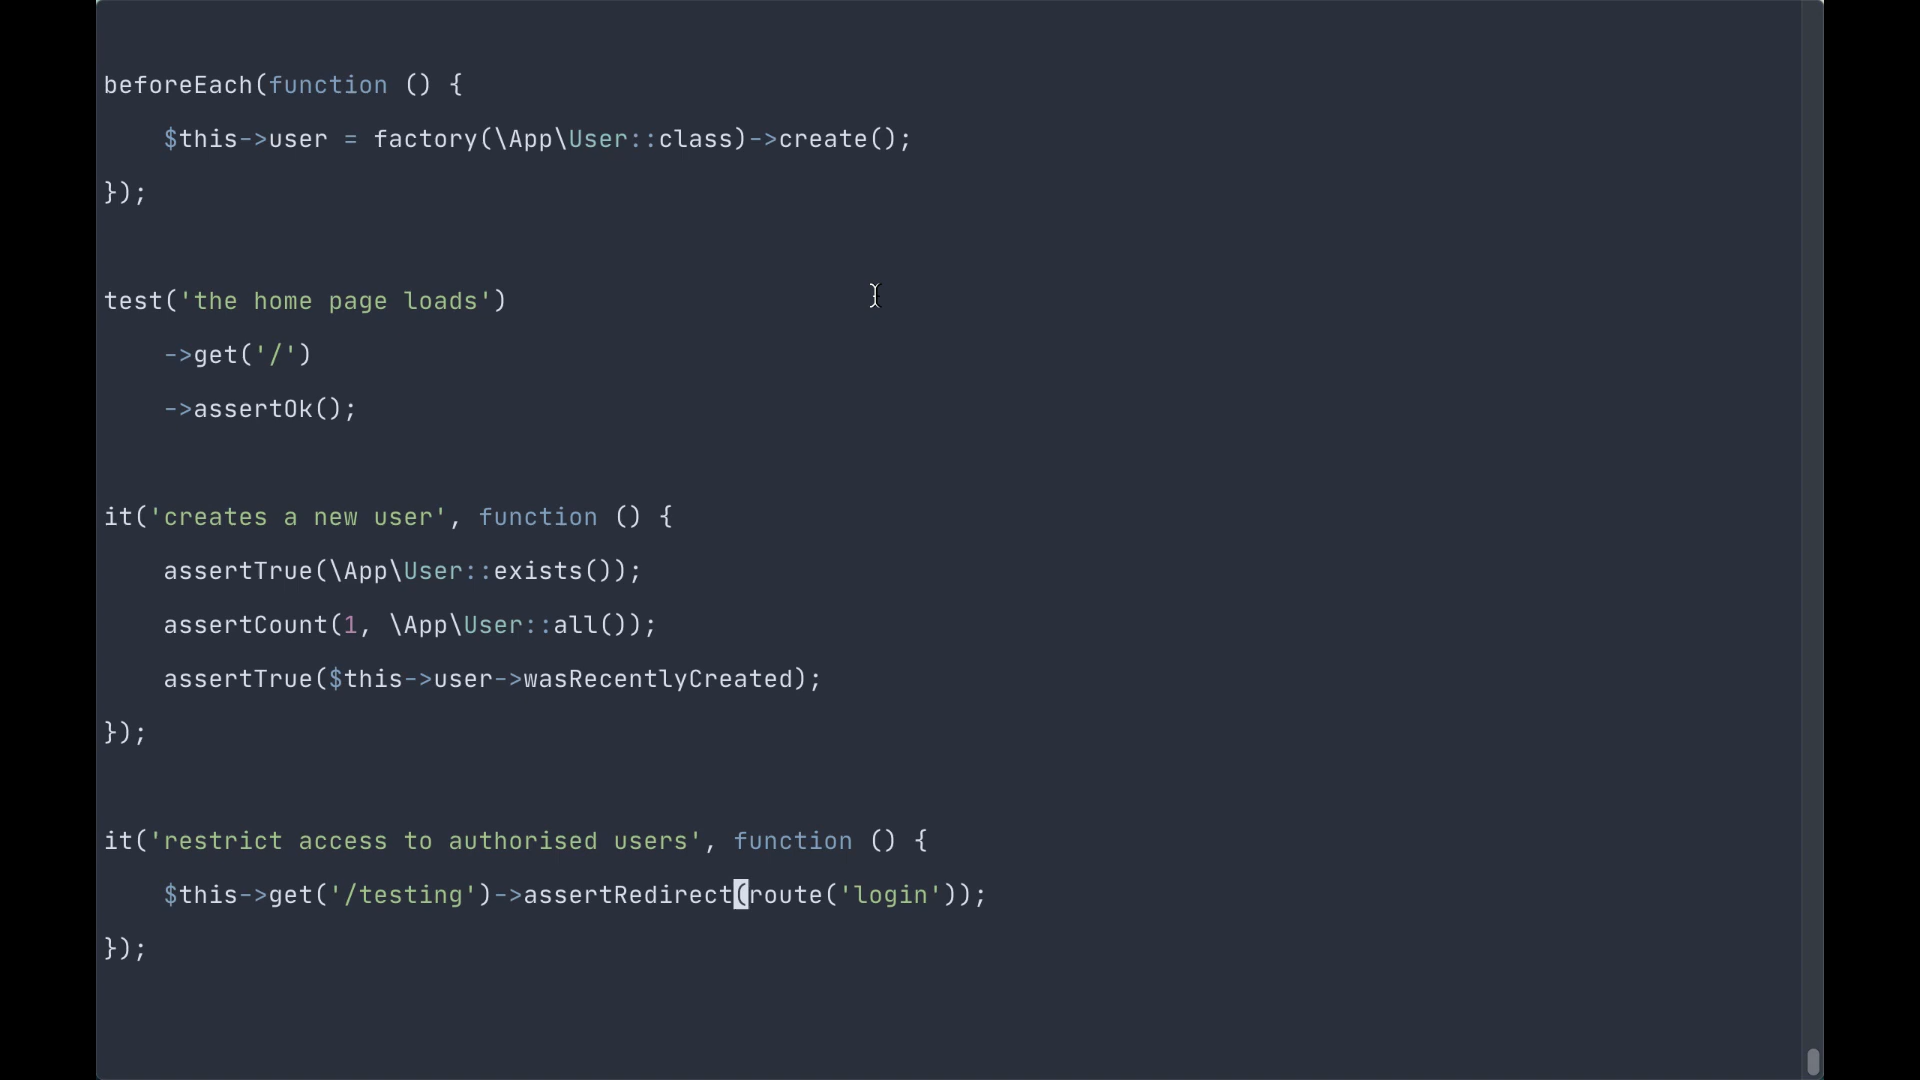 beforeEach(function () {
    $this->user = factory(\App\User::class)->create();
});
test('the home page loads')
    ->get('/')
    ->assertOk();
it('creates a new user', function () {
    assertTrue(\App\User::exists());
    assertCount(1, \App\User::all());
    assertTrue($this->user->wasRecentlyCreated);
});
it('restrict access to authorised users', function () {
    $this->get('/testing')->assertRedirect(route('login'));
});